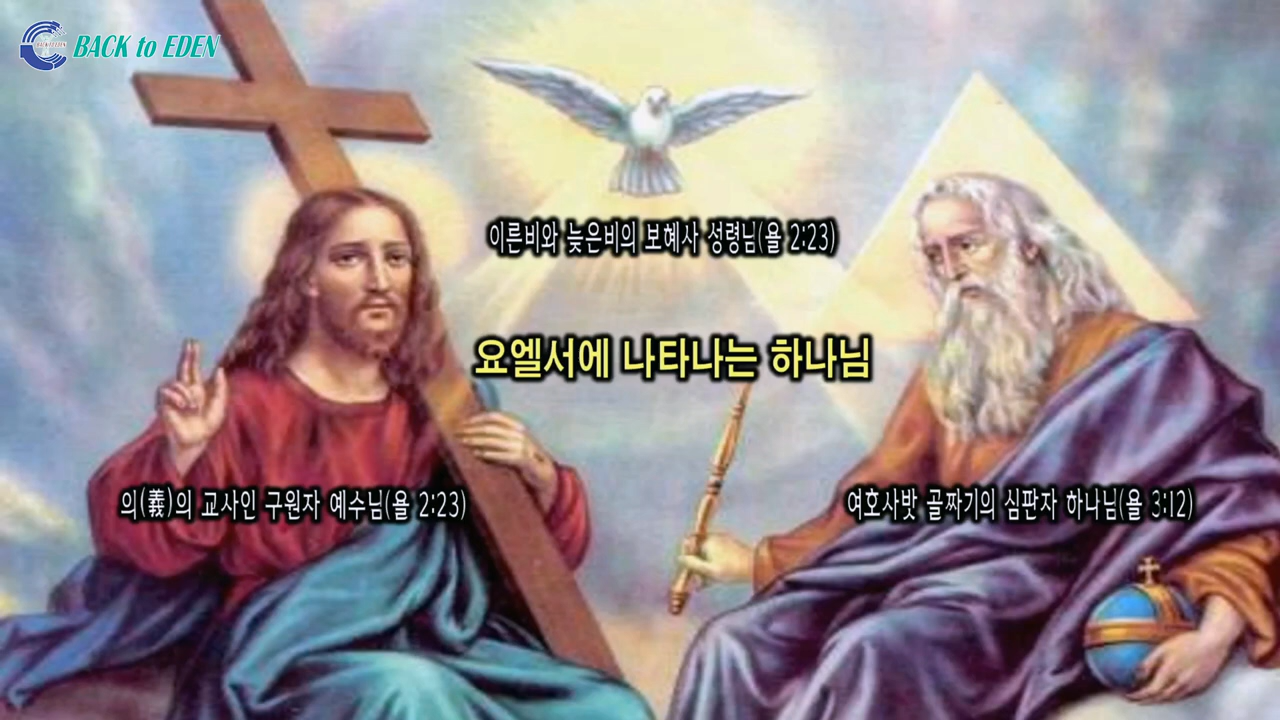 BACK to EDEN
이른비와 늦은비의 보혜사 성령님(욜 2:23)
요엘서에 나타나는 하나님
의(義)의 교사인 구원자 예수님(욜 2:23)
여호사밧 골짜기의 심판자 하나님(욜 3:12)